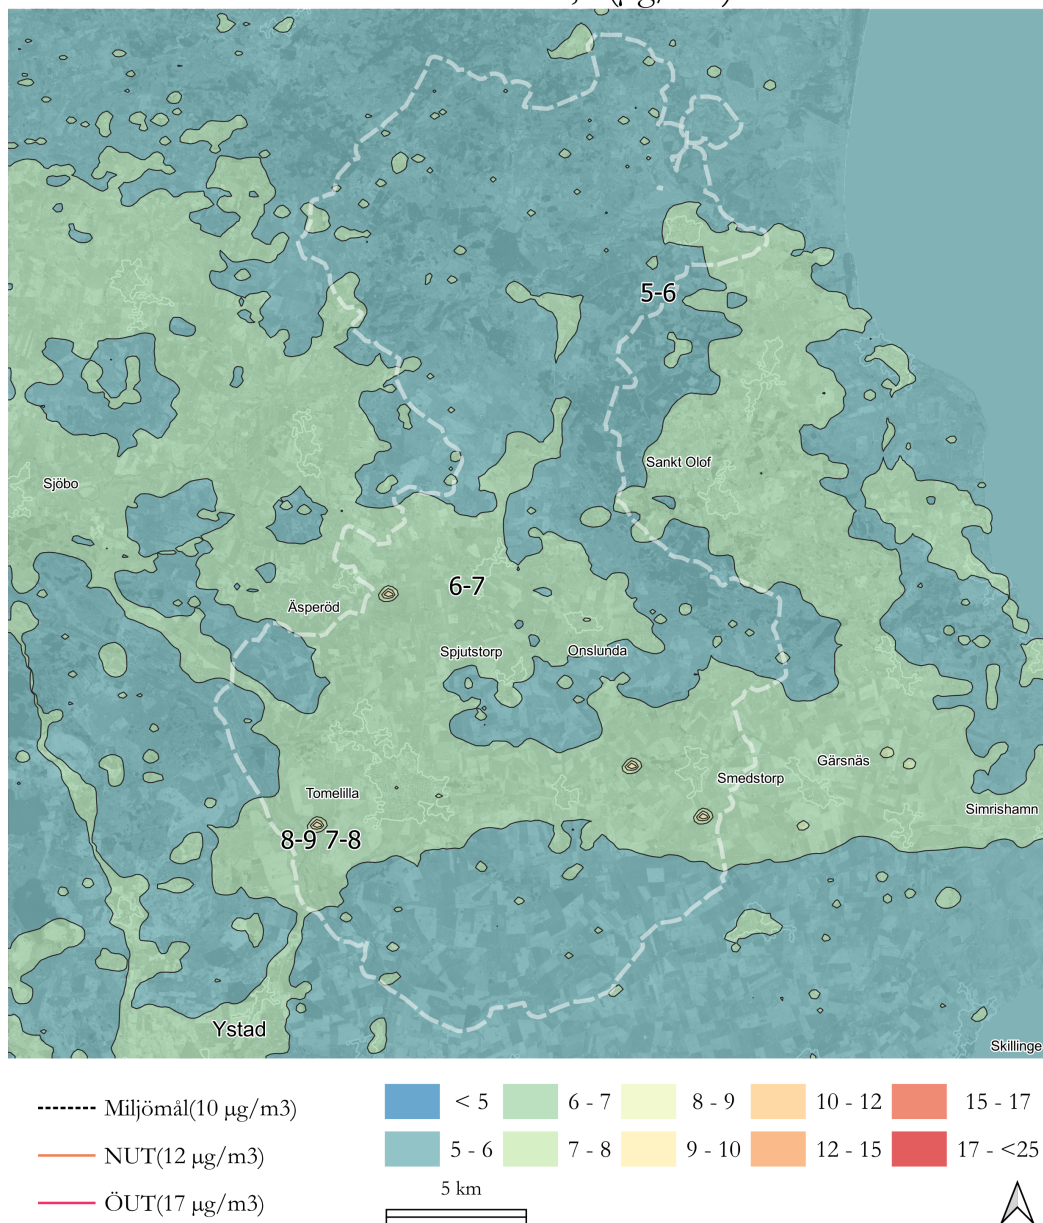 5-6
Sankt Olof
Sjöbo
6-7
Äsperöd
Spjutstorp
Onslunda
Gärsnäs
Smedstorp
Tomelilla
Simrishamn
8-9 7-8
Ystad
Skillinge
Miljömål(10 µg/m3)
NUT(12 µg/m3)
ÖUT(17 µg/m3)
< 5
6 - 7
8 - 9
10 - 12
15 - 17
5 - 6
7 - 8
9 - 10
12 - 15
17 - <25
5 km